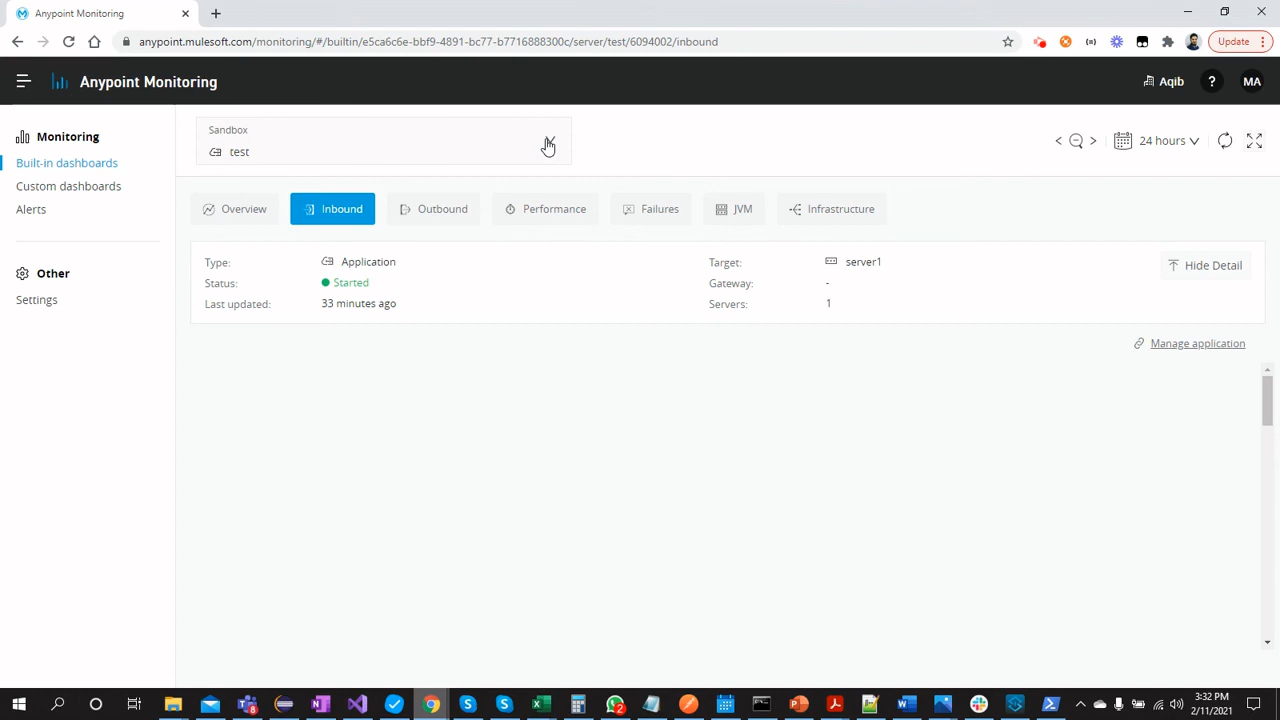 Anypoint Monitoring
anypoint.mulesoft.com/monitoring/#/builtin/e5ca6c6e-bbf9-4891-bc77-b7716888300c/server/test/6094002/inbound
Update
Anypoint Monitoring
Aqib
?
MA
Monitoring
Built-in dashboards
Custom dashboards
Alerts
Other
Settings
Sandbox
test
24 hours
Overview
Inbound
Outbound
Performance
Failures
JVM
Infrastructure
Type:
Application
Target:
server1
Hide Detail
Status:
Started
Gateway:
-
Last updated:
33 minutes ago
Servers:
1
Manage application
3:32 PM
2/11/2021